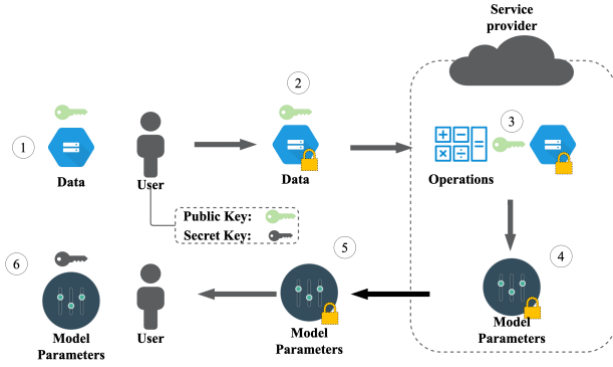 Service
provider
2
3
1
Data
User
Data
Operations
Public Key:
Secret Key:
6
5
4
Model
Parameters
User
Model
Parameters
Model
Parameters